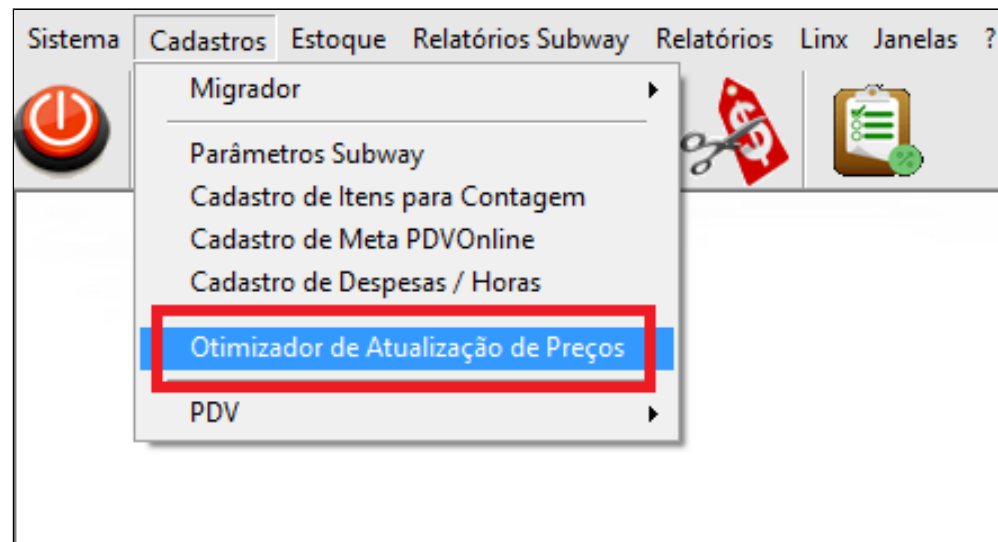 Sistema Cadastros Estoque Relatórios Subway Relatórios Linx Janelas ?
Migrador
Parâmetros Subway
Cadastro de Itens para Contagem
Cadastro de Meta PDVOnline
Cadastro de Despesas / Horas
Otimizador de Atualização de Preços
PDV